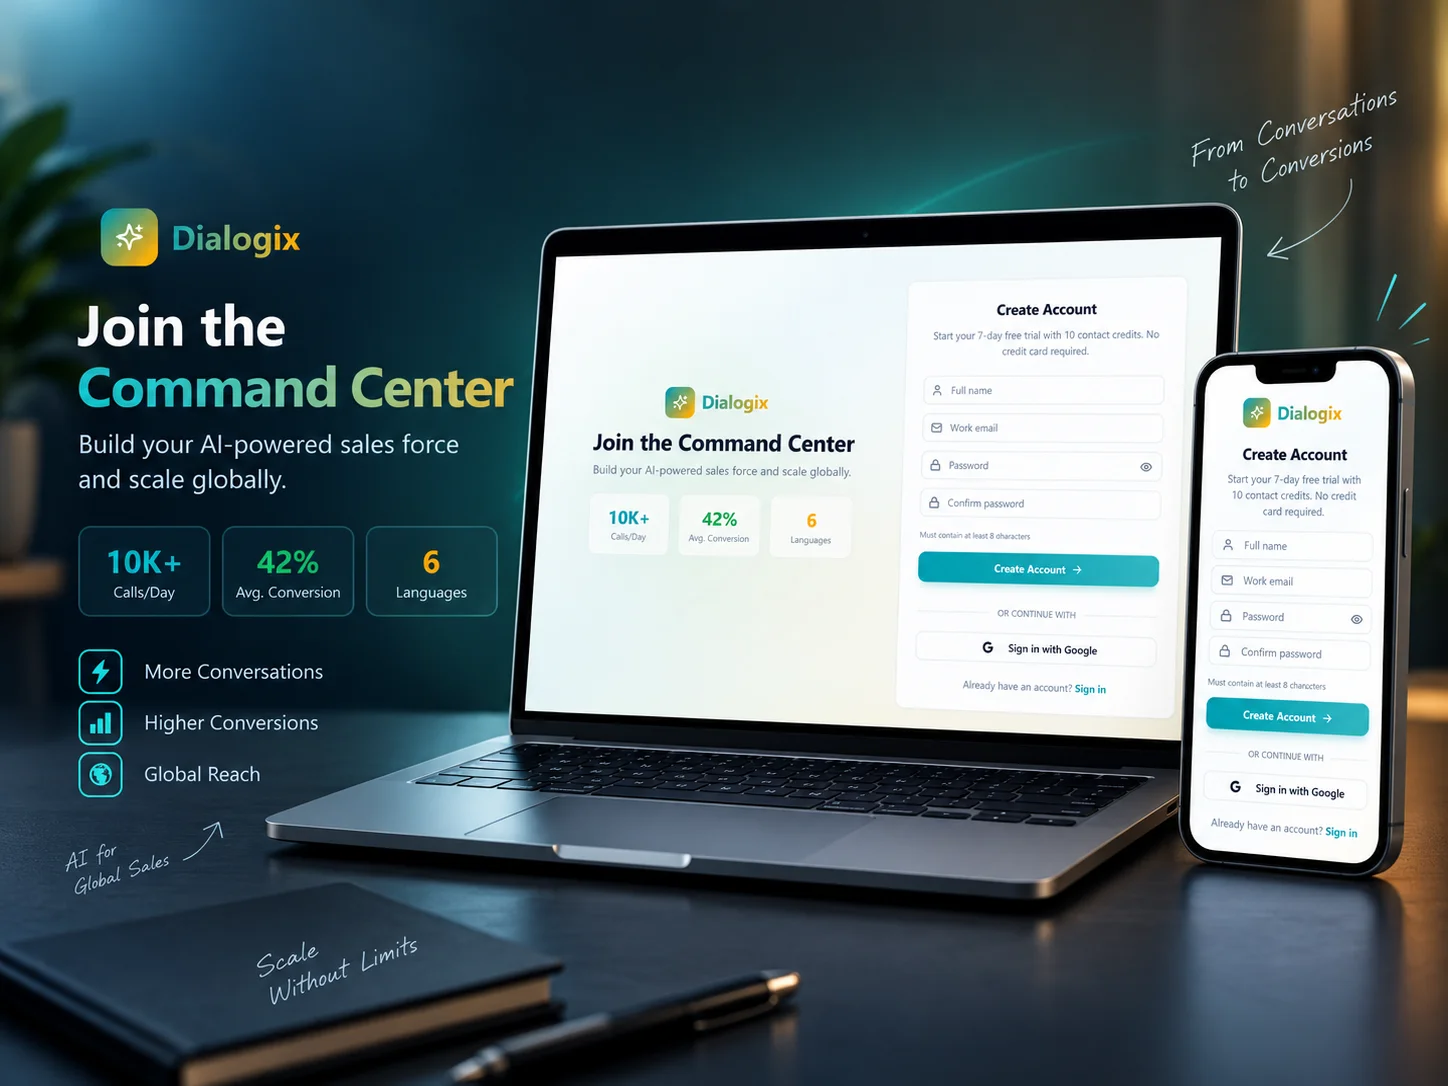 Dialogix
Join the
Command Center
Build your AI-powered sales force
and scale globally.
10K+
Calls/Day
42%
Avg. Conversion
6
Languages
More Conversations
Higher Conversions
Global Reach
AI for
Global Sales
Scale
Without Limits
From Conversations
to Conversions
Dialogix
Join the Command Center
Build your AI-powered sales force and scale globally.
10K+
Calls/Day
42%
Avg. Conversion
6
Languages
Create Account
Start your 7-day free trial with 10 contact credits. No
credit card required.
Full name
Work email
Password
Confirm password
Must contain at least 8 characters
Create Account →
OR CONTINUE WITH
G Sign in with Google
Already have an account? Sign in
Dialogix
Create Account
Start your 7-day free trial with
10 contact credits. No credit
card required.
Full name
Work email
Password
Confirm password
Must contain at least 8 characters
Create Account →
OR CONTINUE WITH
G Sign in with Google
Already have an account? Sign in